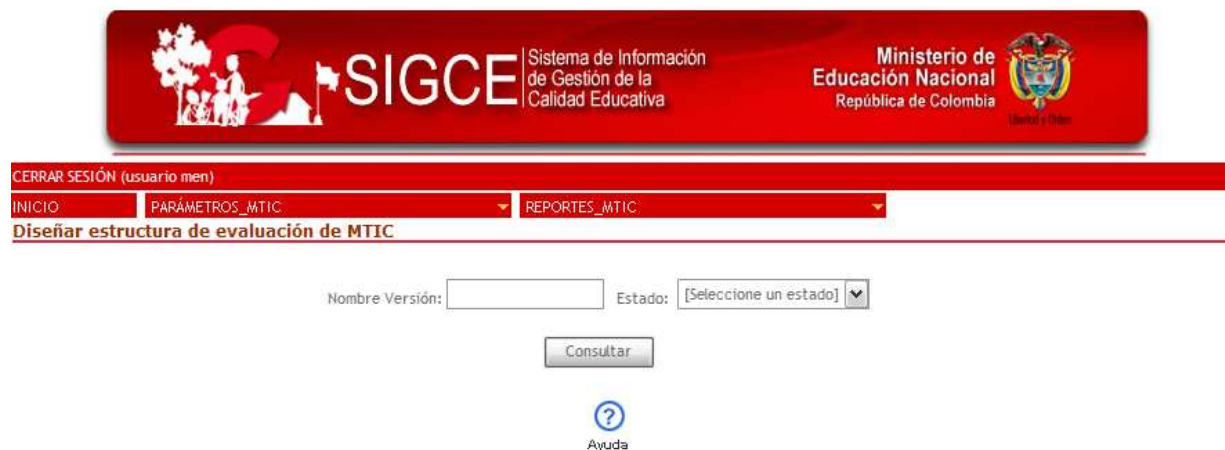 SIGCE
Sistema de Información
de Gestión de la
Calidad Educativa
Ministerio de
Educación Nacional
República de Colombia
Libertad y Orden
CERRAR SESIÓN (usuario men)
INICIO PARÁMETROS_MTIC REPORTES_MTIC
Diseñar estructura de evaluación de MTIC
Nombre Versión: Estado: [Seleccione un estado]
Consultar
?
Ayuda